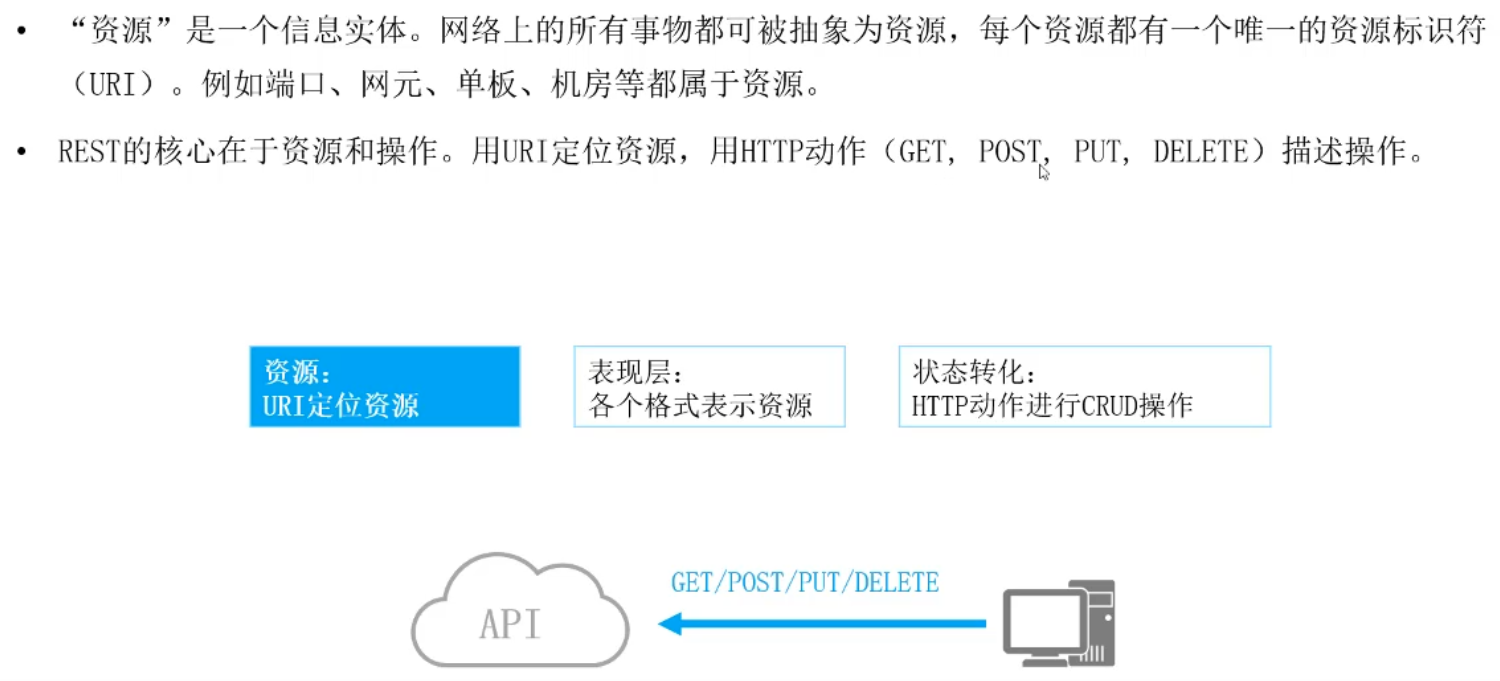 • “资源”是一个信息实体。网络上的所有事物都可被抽象为资源，每个资源都有一个唯一的资源标识符
（URI）。例如端口、网元、单板、机房等都属于资源。
• REST的核心在于资源和操作。用URI定位资源，用HTTP动作（GET, POST, PUT, DELETE）描述操作。
资源：
URI定位资源
表现层：
各个格式表示资源
状态转化：
HTTP动作进行CRUD操作
GET/POST/PUT/DELETE
API